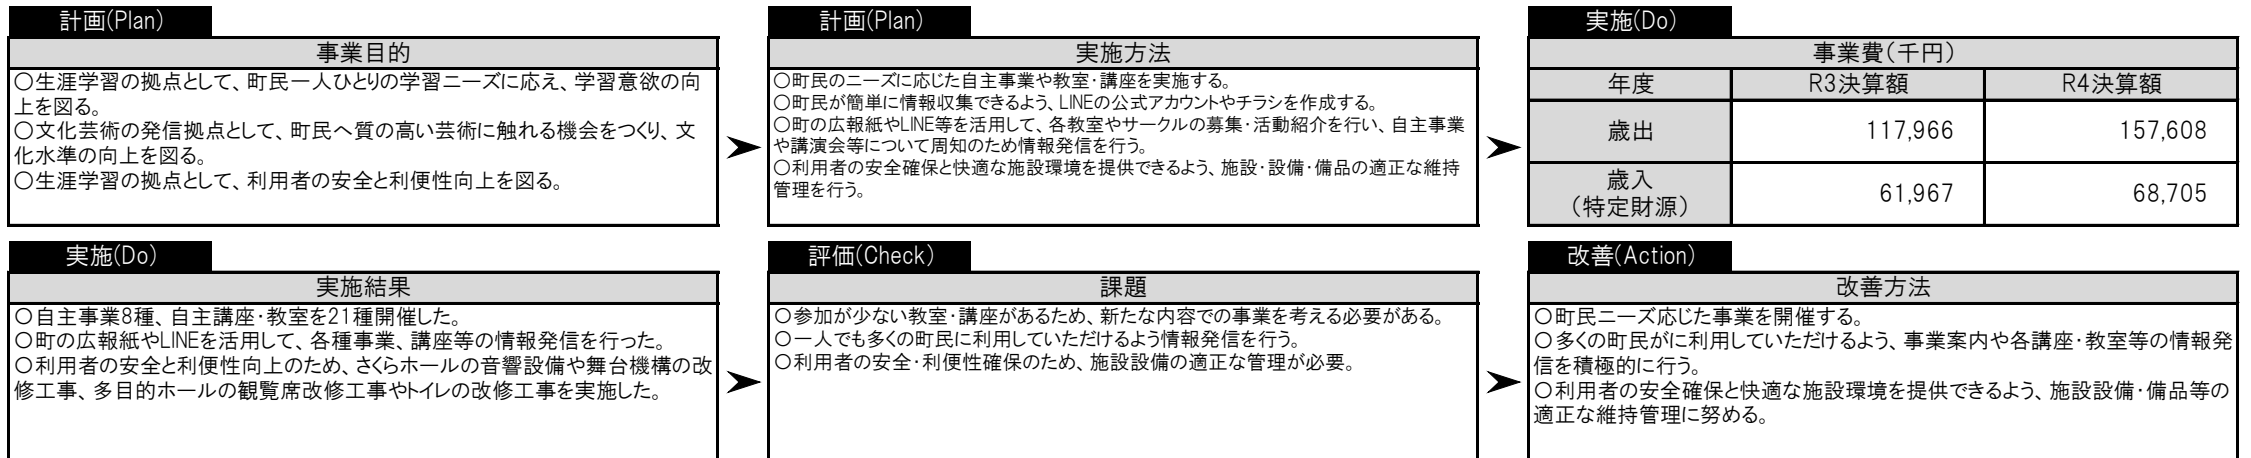 計画(Plan)
事業目的
〇生涯学習の拠点として、町民一人ひとりの学習ニーズに応え、学習意欲の向
上を図る。
〇文化芸術の発信拠点として、町民へ質の高い芸術に触れる機会をつくり、文
化水準の向上を図る。
〇生涯学習の拠点として、利用者の安全と利便性向上を図る。
計画(Plan)
実施方法
〇町民のニーズに応じた自主事業や教室・講座を実施する。
〇町民が簡単に情報収集できるよう、LINEの公式アカウントやチラシを作成する。
〇町の広報紙やLINE等を活用して、各教室やサークルの募集・活動紹介を行い、自主事業
や講演会等について周知のため情報発信を行う。
〇利用者の安全確保と快適な施設環境を提供できるよう、施設・設備・備品の適正な維持
管理を行う。
実施(Do)
事業費(千円)
年度 R3決算額 R4決算額
歳出 117,966 157,608
歳入
(特定財源) 61,967 68,705
実施(Do)
実施結果
〇自主事業8種、自主講座・教室を21種開催した。
〇町の広報紙やLINEを活用して、各種事業、講座等の情報発信を行った。
〇利用者の安全と利便性向上のため、さくらホールの音響設備や舞台機構の改
修工事、多目的ホールの観覧席改修工事やトイレの改修工事を実施した。
評価(Check)
課題
〇参加が少ない教室・講座があるため、新たな内容での事業を考える必要がある。
〇一人でも多くの町民に利用していただけるよう情報発信を行う。
〇利用者の安全・利便性確保のため、施設設備の適正な管理が必要。
改善(Action)
改善方法
〇町民ニーズ応じた事業を開催する。
〇多くの町民がに利用していただけるよう、事業案内や各講座・教室等の情報発
信を積極的に行う。
〇利用者の安全確保と快適な施設環境を提供できるよう、施設設備・備品等の
適正な維持管理に努める。